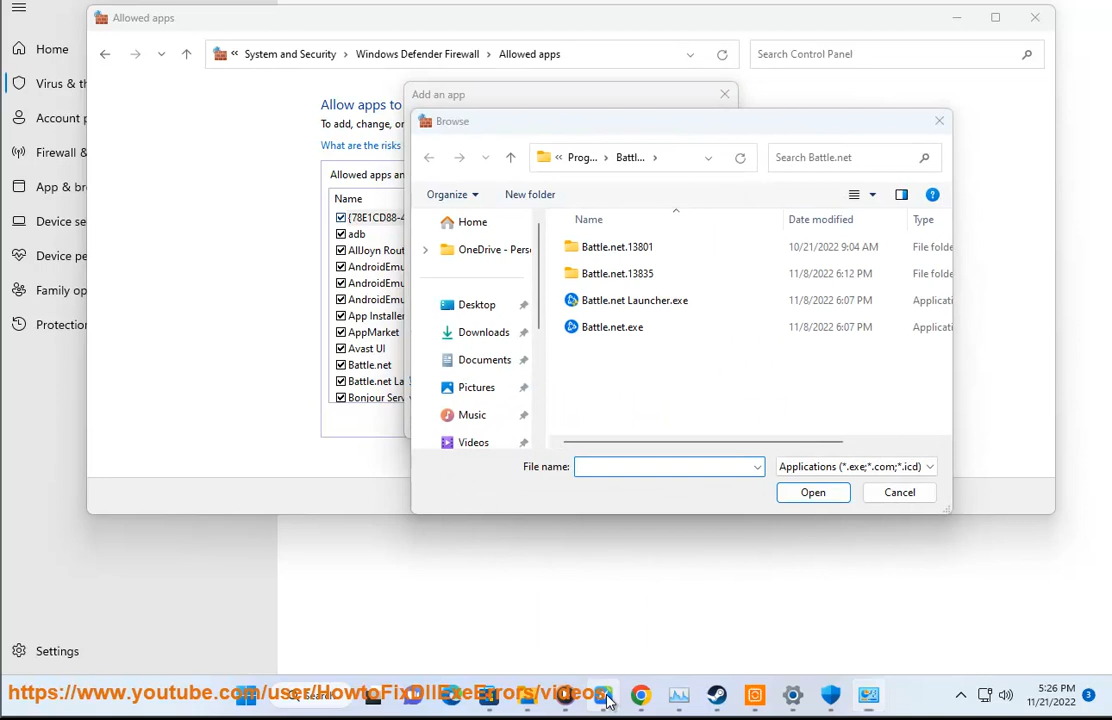 Allowed apps
Home
System and Security
Windows Defender Firewall
Allowed apps
Search Control Panel
Virus & th
Add an app
Allow apps to
Account p
Browse
To add, change, or
What are the risks
Firewall &
Prog...
Battl...
Search Battle.net
Allowed apps an
App & br
Organize
New folder
Name
Device se
{78E1CD88-4
Home
Name
Date modified
Type
adb
AllJoyn Rout
OneDrive - Pers
Battle.net.13801
10/21/2022 9:04 AM
File folde
Device pe
AndroidEmu
Battle.net.13835
11/8/2022 6:12 PM
File folde
Family op
AndroidEmu
AndroidEmu
Desktop
Battle.net Launcher.exe
11/8/2022 6:07 PM
Applicati
App Installer
Protection
AppMarket
Downloads
Battle.net.exe
11/8/2022 6:07 PM
Applicati
Avast UI
Documents
Battle.net
Battle.net La
Pictures
Bonjour Serv
Music
Videos
File name:
Applications (*.exe;*.com;*.icd)
Open
Cancel
Settings
https://www.youtube.com/user/HowtoFixDllExeErrors/videos
Search
5:26 PM
11/21/2022
3